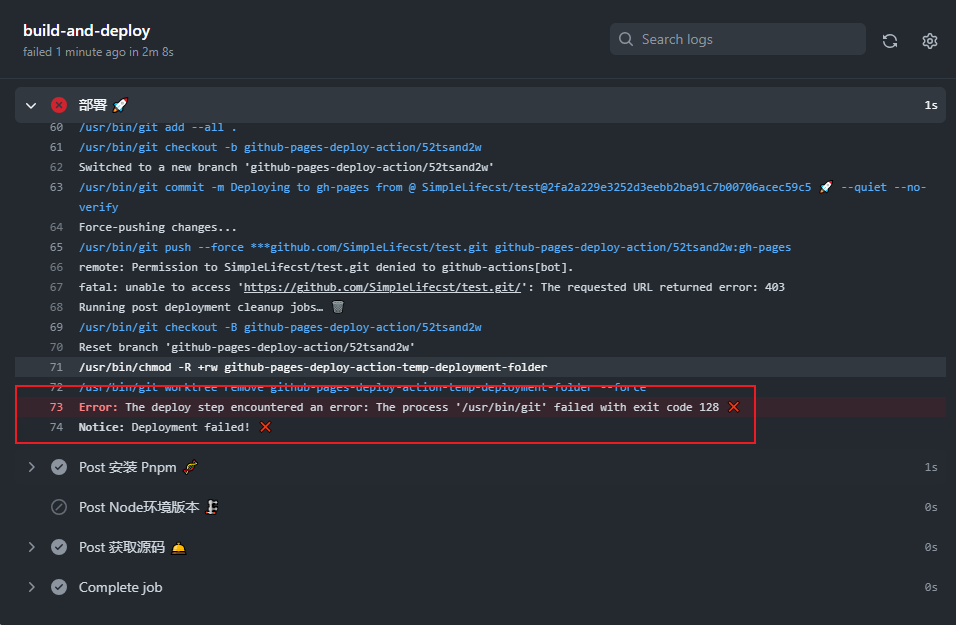 build-and-deploy
failed 1 minute ago in 2m 8s
Search logs
部署 🚀 1s
60 /usr/bin/git add --all .
61 /usr/bin/git checkout -b github-pages-deploy-action/52tsand2w
62 Switched to a new branch 'github-pages-deploy-action/52tsand2w'
63 /usr/bin/git commit -m Deploying to gh-pages from @ SimpleLifecst/test@2fa2a229e3252d3eebb2ba91c7b00706acec59c5 🚀 --quiet --no-
verify
64 Force-pushing changes...
65 /usr/bin/git push --force ***github.com/SimpleLifecst/test.git github-pages-deploy-action/52tsand2w:gh-pages
66 remote: Permission to SimpleLifecst/test.git denied to github-actions[bot].
67 fatal: unable to access 'https://github.com/SimpleLifecst/test.git/': The requested URL returned error: 403
68 Running post deployment cleanup jobs… 🗑️
69 /usr/bin/git checkout -B github-pages-deploy-action/52tsand2w
70 Reset branch 'github-pages-deploy-action/52tsand2w'
71 /usr/bin/chmod -R +rw github-pages-deploy-action-temp-deployment-folder
72 /usr/bin/git worktree remove github-pages-deploy-action-temp-deployment-folder --force
73 Error: The deploy step encountered an error: The process '/usr/bin/git' failed with exit code 128 ❌
74 Notice: Deployment failed! ❌
Post 安装 Pnpm 1s
Post Node环境版本 0s
Post 获取源码 🛎️ 0s
Complete job 0s